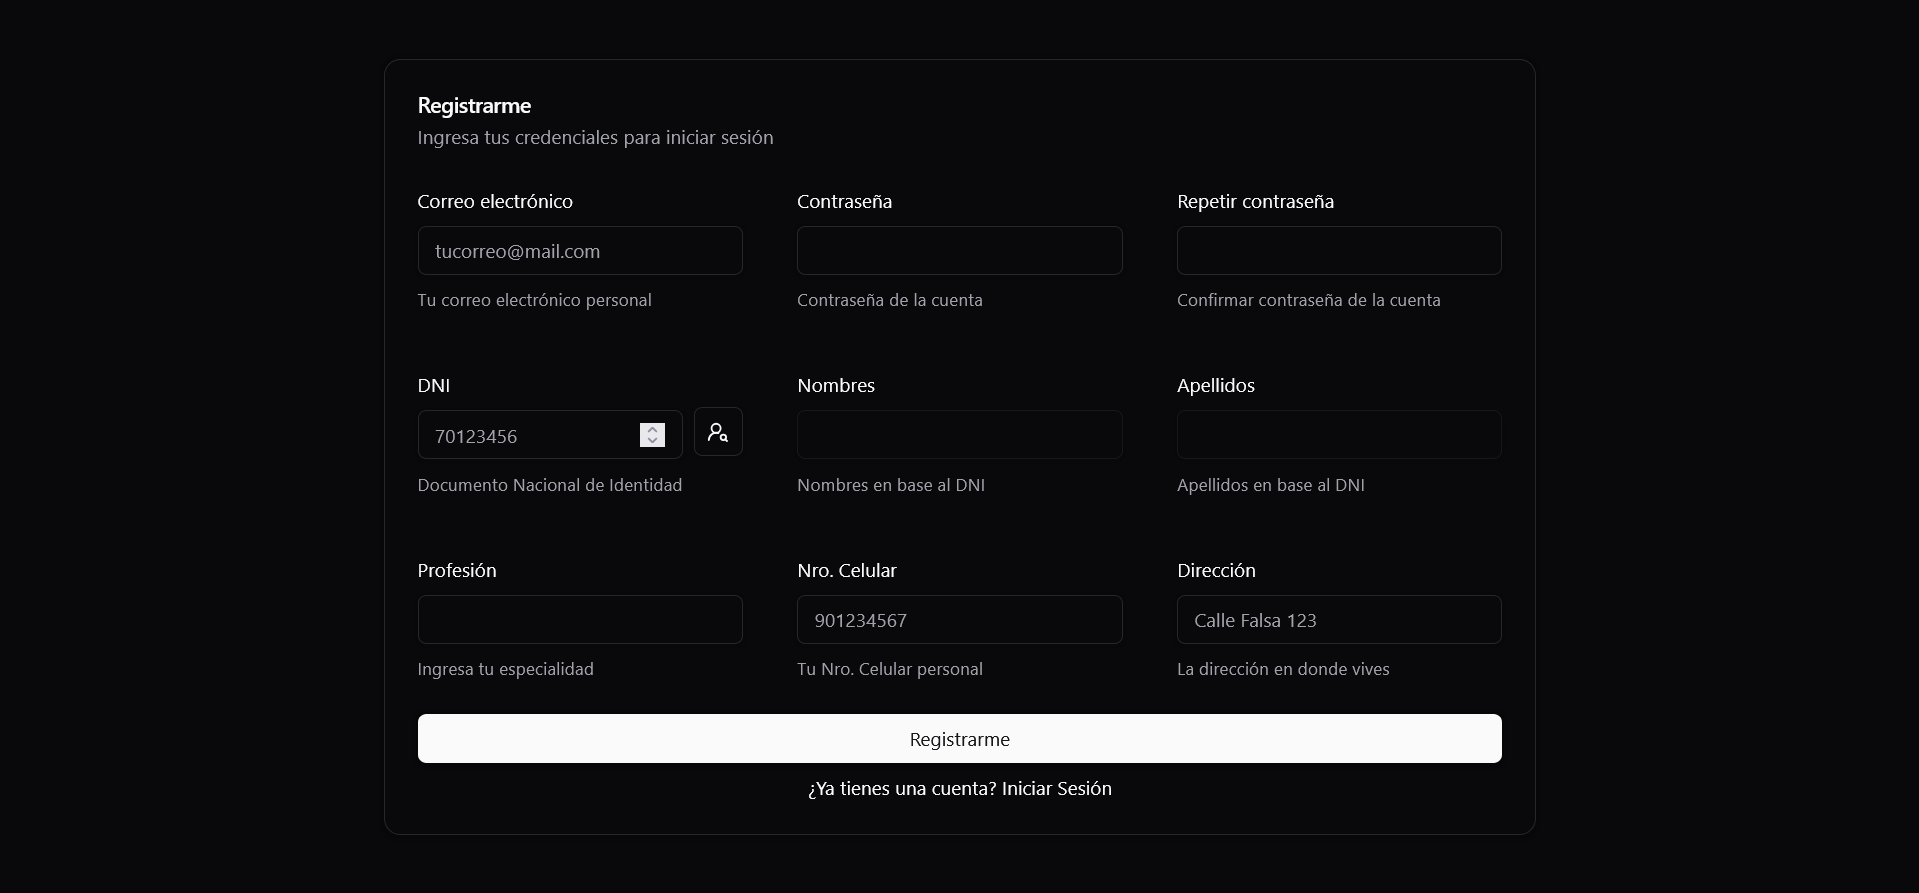 Registrarme
Ingresa tus credenciales para iniciar sesión
Correo electrónico
Contraseña
Repetir contraseña
tucorreo@mail.com
Tu correo electrónico personal
Contraseña de la cuenta
Confirmar contraseña de la cuenta
DNI
Nombres
Apellidos
70123456
Documento Nacional de Identidad
Nombres en base al DNI
Apellidos en base al DNI
Profesión
Nro. Celular
Dirección
901234567
Calle Falsa 123
Ingresa tu especialidad
Tu Nro. Celular personal
La dirección en donde vives
Registrarme
¿Ya tienes una cuenta? Iniciar Sesión